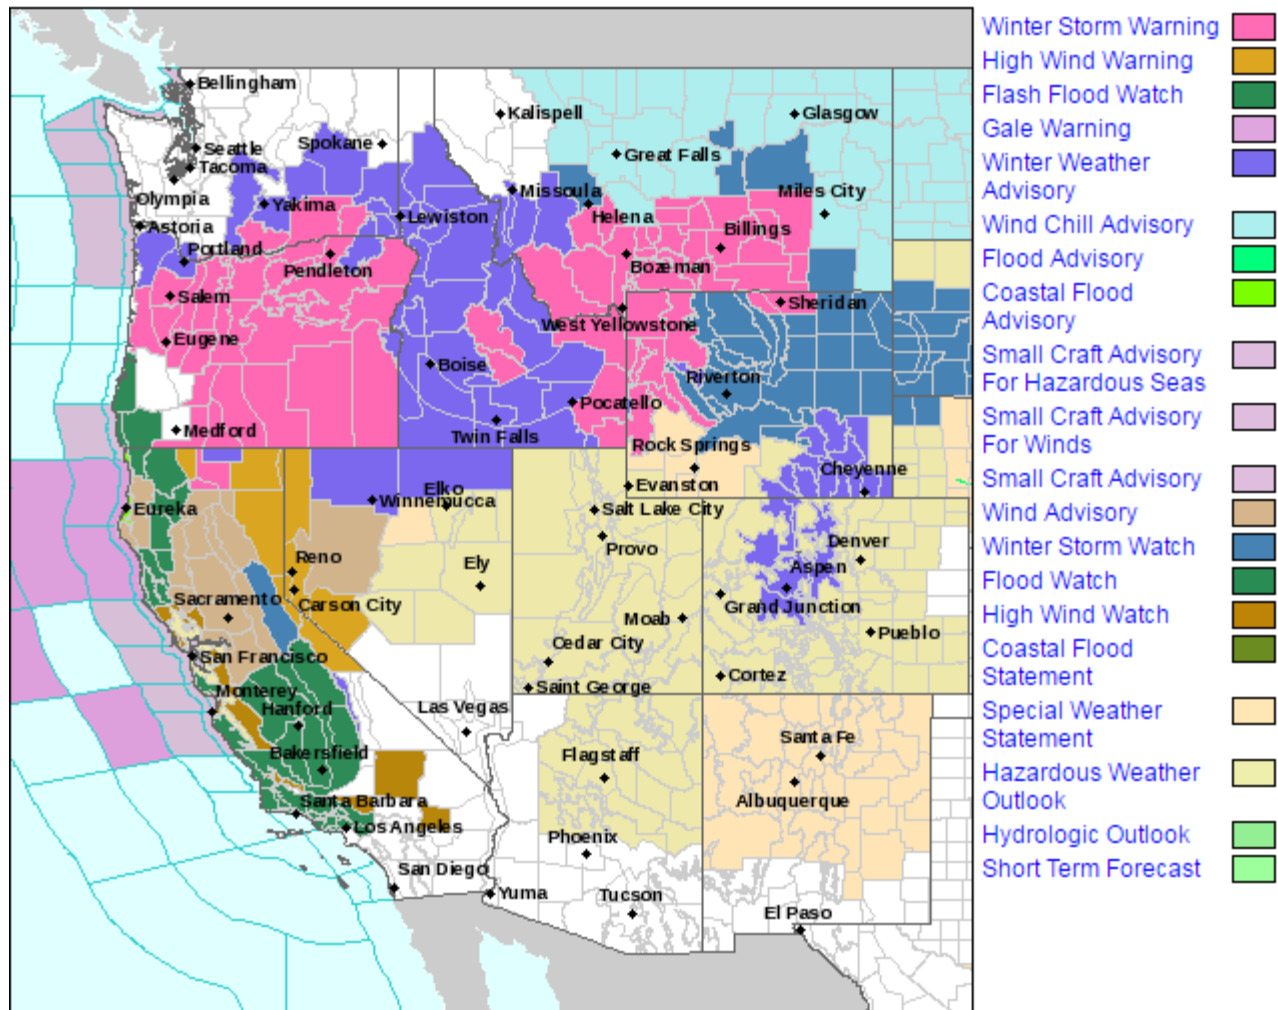 Bellingham
Kalispell
Glasgow
Seattle
Spokane
Great Falls
Tacoma
Miles City
Olympia
Yakima
Missoula
Lewiston
Helena
Astoria
Billings
Portland
Pendleton
Bozeman
Salem
Sheridan
West Yellowstone
Eugene
Boise
Riverton
Pocatello
Medford
Twin Falls
Rock Springs
Cheyenne
Evanston
Elko
Winnemucca
Eureka
Salt Lake City
Provo
Denver
Reno
Ely
Aspen
Sacramento
Carson City
Grand Junction
Moab
Pueblo
Cedar City
San Francisco
Cortez
Saint George
Monterey
Hanford
Las Vegas
Santa Fe
Bakersfield
Flagstaff
Albuquerque
Santa Barbara
Los Angeles
Phoenix
San Diego
Yuma
Tucson
El Paso
Winter Storm Warning
High Wind Warning
Flash Flood Watch
Gale Warning
Winter Weather
Advisory
Wind Chill Advisory
Flood Advisory
Coastal Flood
Advisory
Small Craft Advisory
For Hazardous Seas
Small Craft Advisory
For Winds
Small Craft Advisory
Wind Advisory
Winter Storm Watch
Flood Watch
High Wind Watch
Coastal Flood
Statement
Special Weather
Statement
Hazardous Weather
Outlook
Hydrologic Outlook
Short Term Forecast